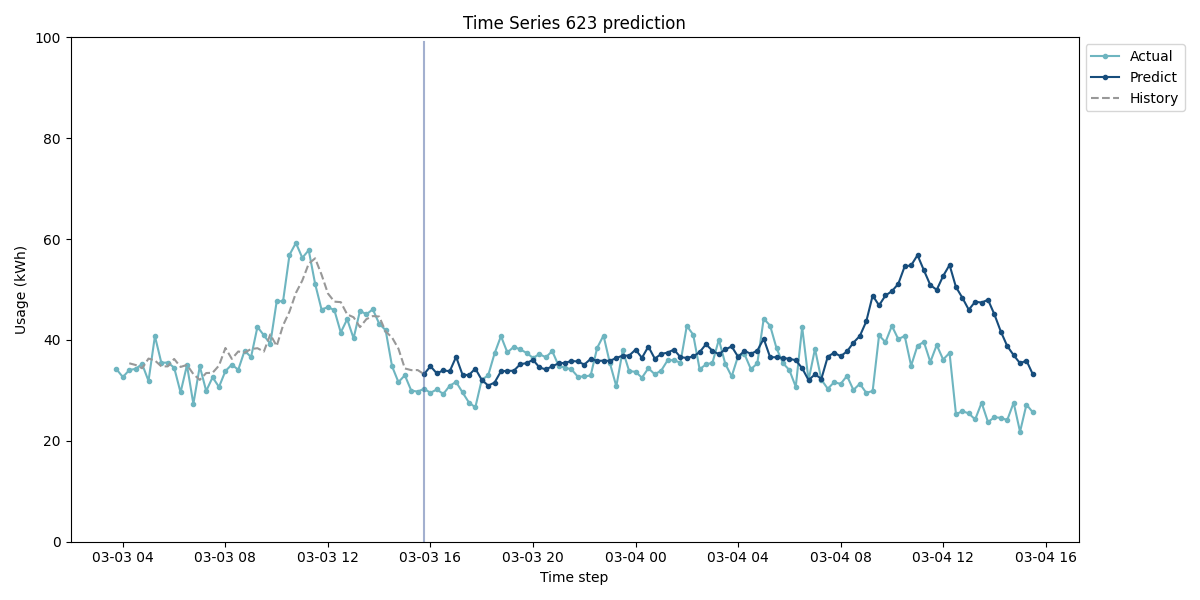 Time Series 623 prediction
100
80
60
40
20
0
Usage (kWh)
03-03 04
03-03 08
03-03 12
03-03 16
03-03 20
03-04 00
03-04 04
03-04 08
03-04 12
03-04 16
Time step
Actual
Predict
History